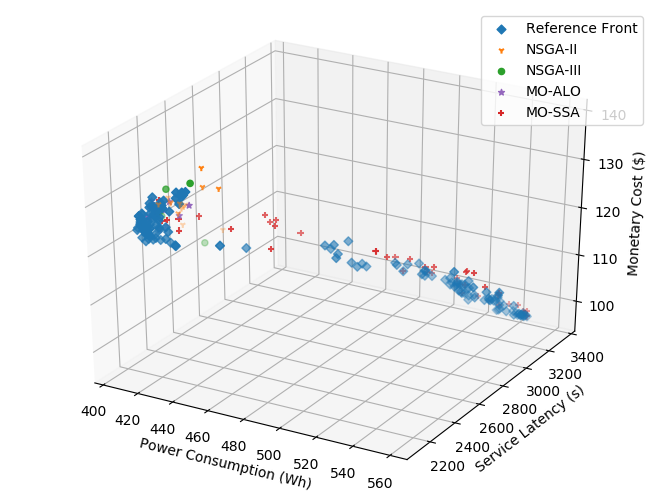 Reference Front
NSGA-II
NSGA-III
MO-ALO
MO-SSA
140
130
120
110
100
Monetary Cost ($)
3400
3200
3000
2800
2600
2400
2200
Service Latency (s)
400
420
440
460
480
500
520
540
560
Power Consumption (Wh)